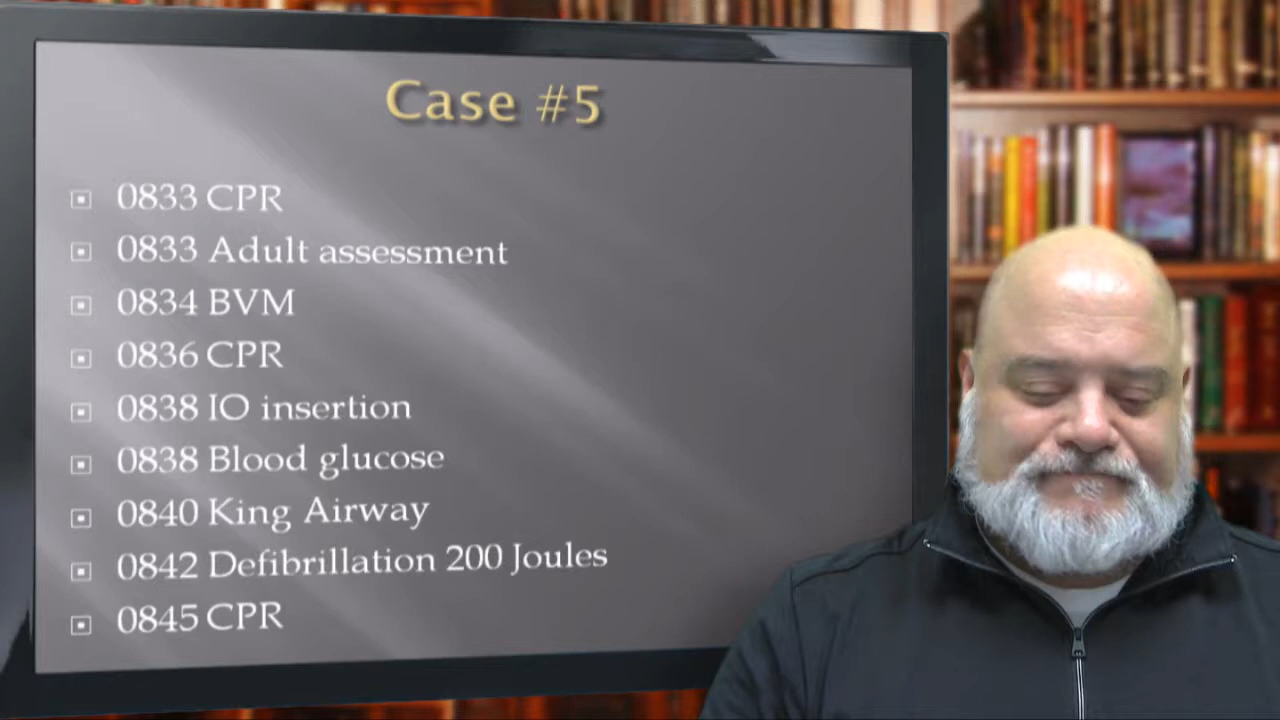 Case #5
0833 CPR
0833 Adult assessment
0834 BVM
0836 CPR
0838 IO insertion
0838 Blood glucose
0840 King Airway
0842 Defibrillation 200 Joules
0845 CPR